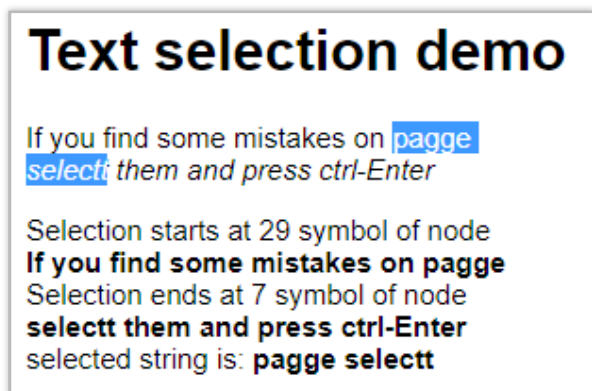 Text selection demo
If you find some mistakes on pagge
selectt them and press ctrl-Enter
Selection starts at 29 symbol of node
If you find some mistakes on pagge
Selection ends at 7 symbol of node
selectt them and press ctrl-Enter
selected string is: pagge selectt